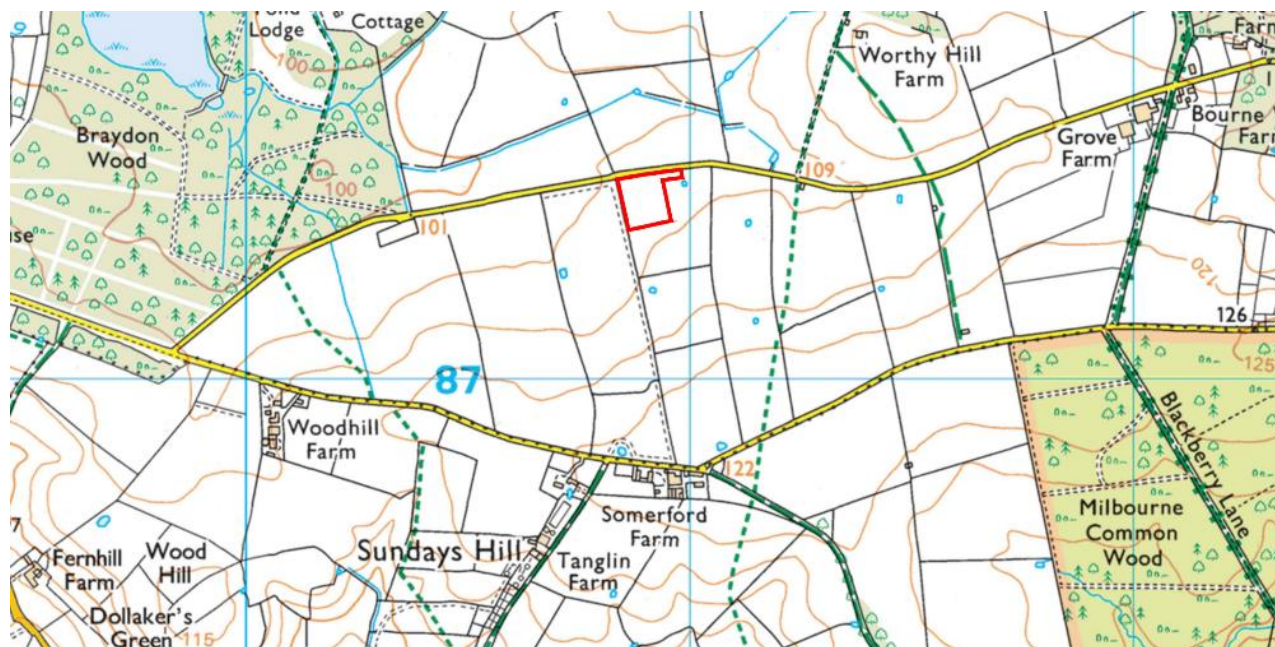 Lodge
Cottage
100
Braydon
Wood
100
101
Worthy Hill
Farm
109
Grove
Farm
Bourne
Farm
120
126
125
87
Woodhill
Farm
122
Somerford
Farm
Sundays Hill
Tanglin
Farm
Blackberry Lane
Milbourne
Common
Wood
Fernhill
Farm
Wood
Hill
Dollaker's
Green
115